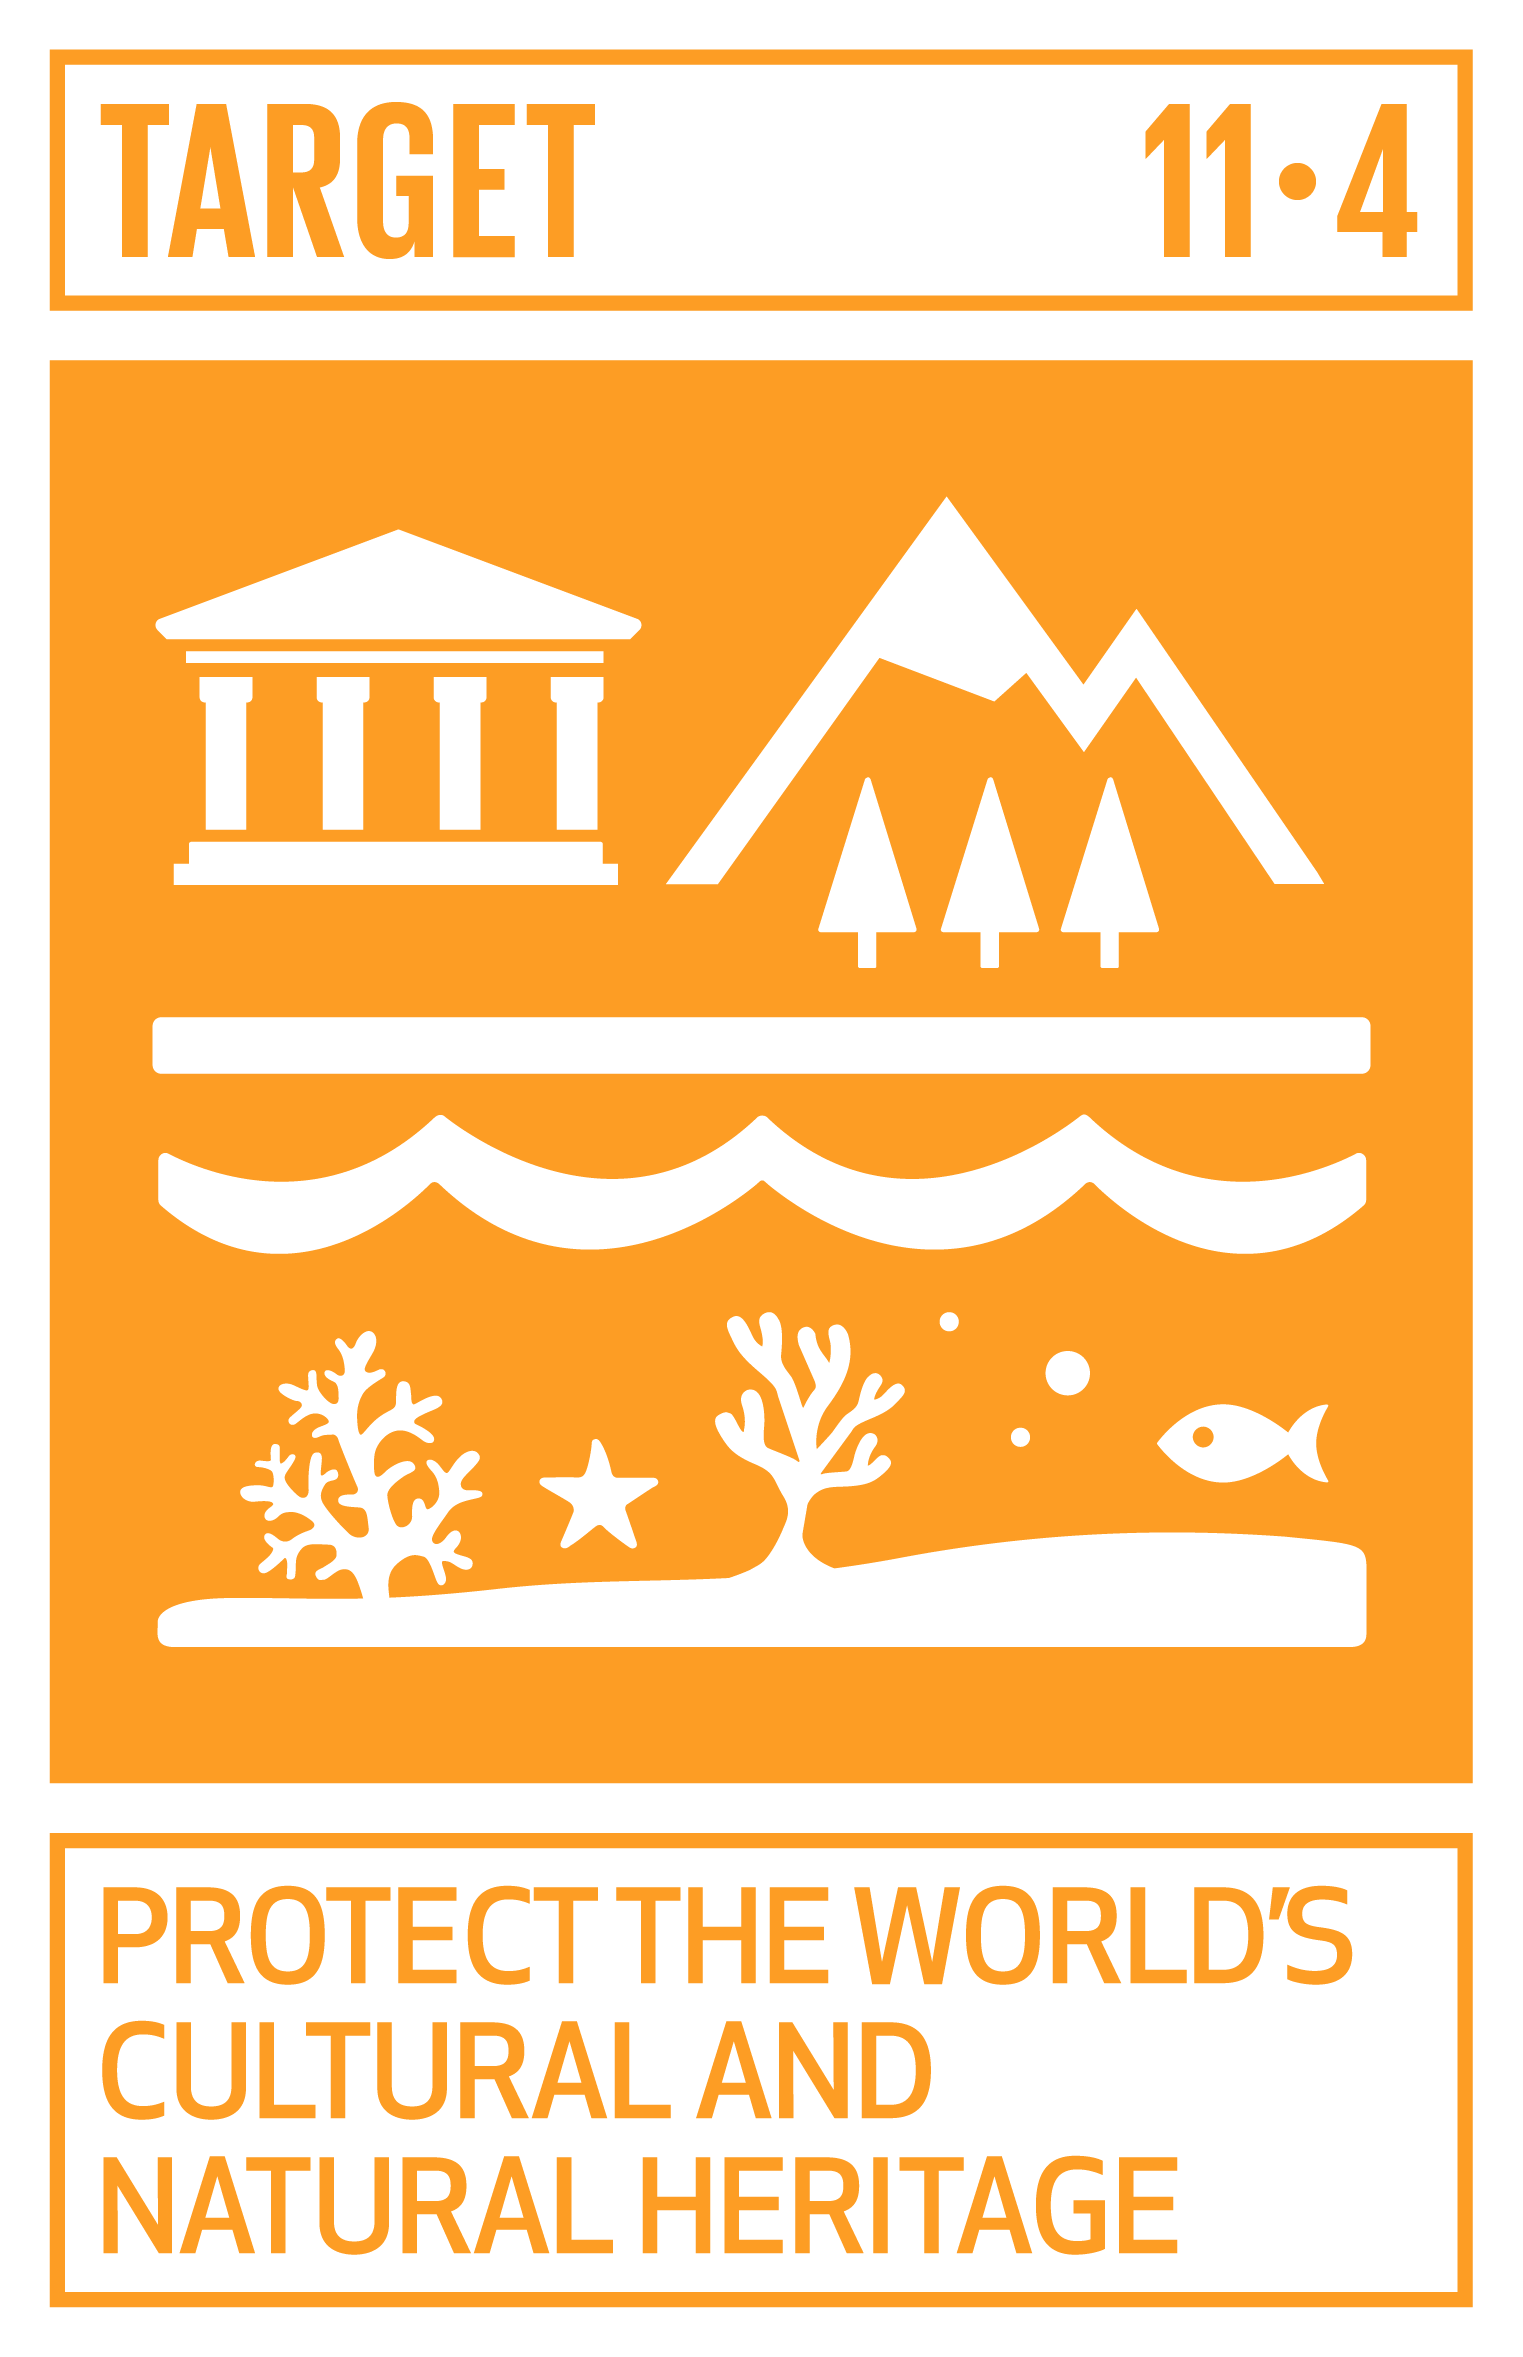 TARGET 11•4
PROTECT THE WORLD'S
CULTURAL AND
NATURAL HERITAGE